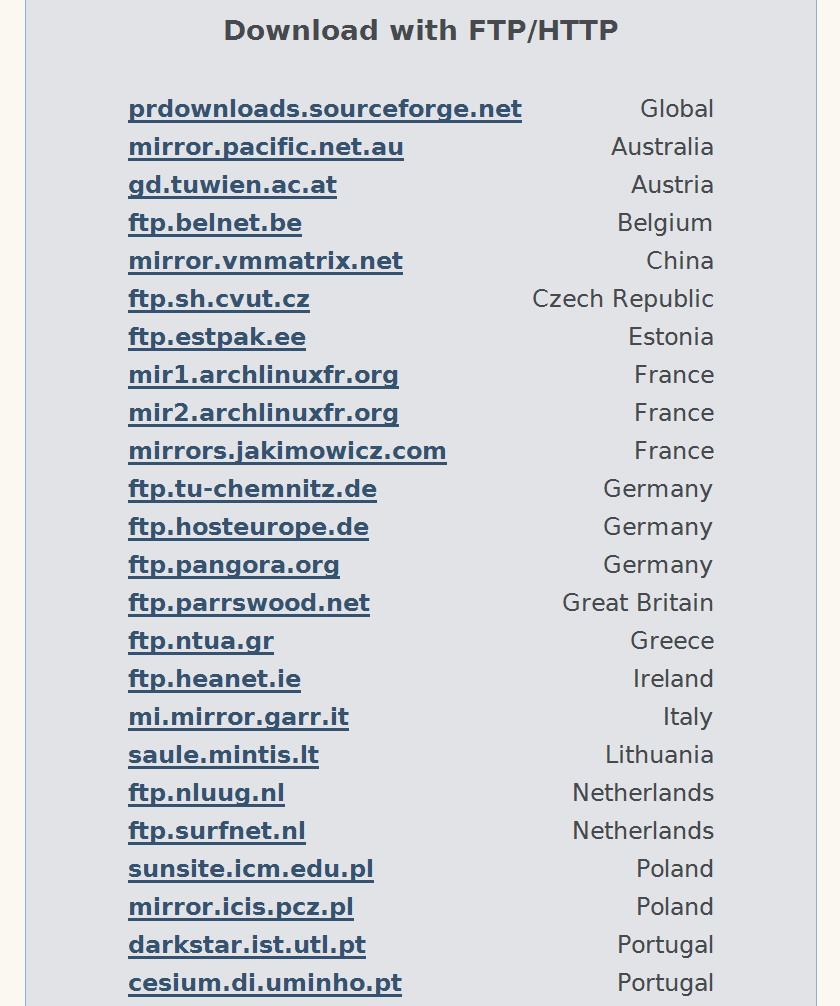 Download with FTP/HTTP
prdownloads.sourceforge.net Global
mirror.pacific.net.au Australia
gd.tuwien.ac.at Austria
ftp.belnet.be Belgium
mirror.vmmatrix.net China
ftp.sh.cvut.cz Czech Republic
ftp.estpak.ee Estonia
mir1.archlinuxfr.org France
mir2.archlinuxfr.org France
mirrors.jakimowicz.com France
ftp.tu-chemnitz.de Germany
ftp.hosteurope.de Germany
ftp.pangora.org Germany
ftp.parrswood.net Great Britain
ftp.ntua.gr Greece
ftp.heanet.ie Ireland
mi.mirror.garr.it Italy
saule.mintis.lt Lithuania
ftp.nluug.nl Netherlands
ftp.surfnet.nl Netherlands
sunsite.icm.edu.pl Poland
mirror.icis.pcz.pl Poland
darkstar.ist.utl.pt Portugal
cesium.di.uminho.pt Portugal